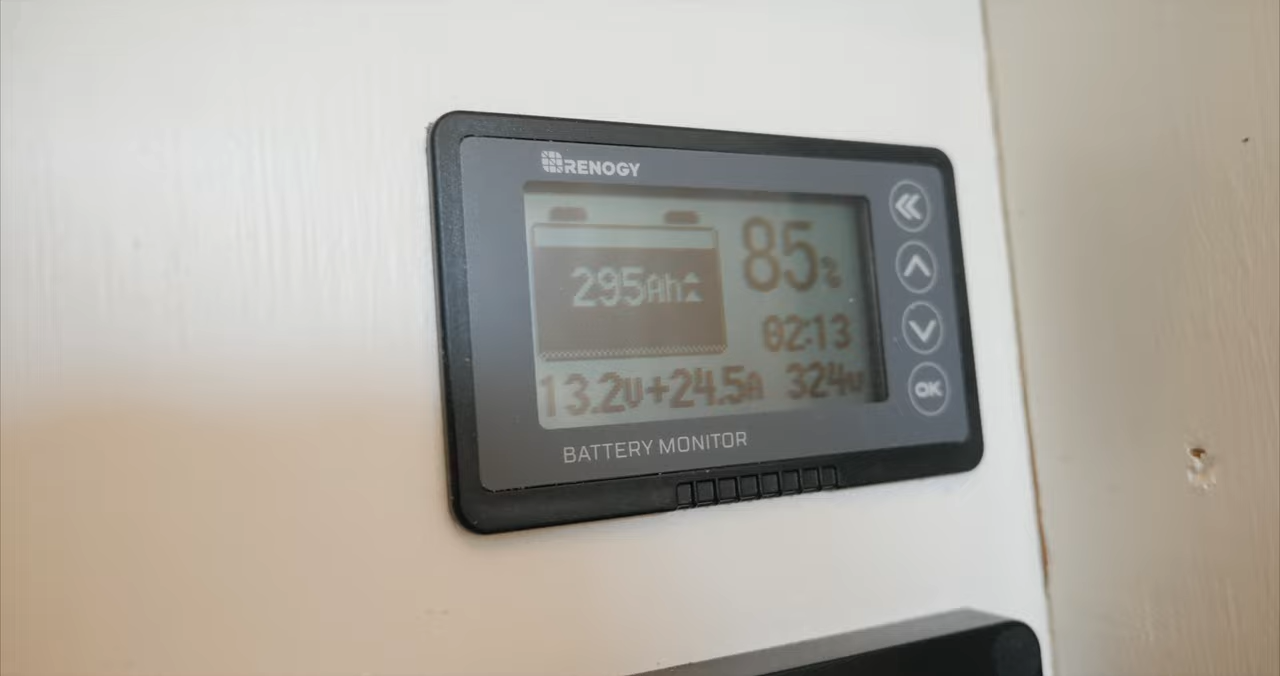 RENOGY
85%
295Ah
02:13
13.2V+24.5A 324W
BATTERY MONITOR
OK